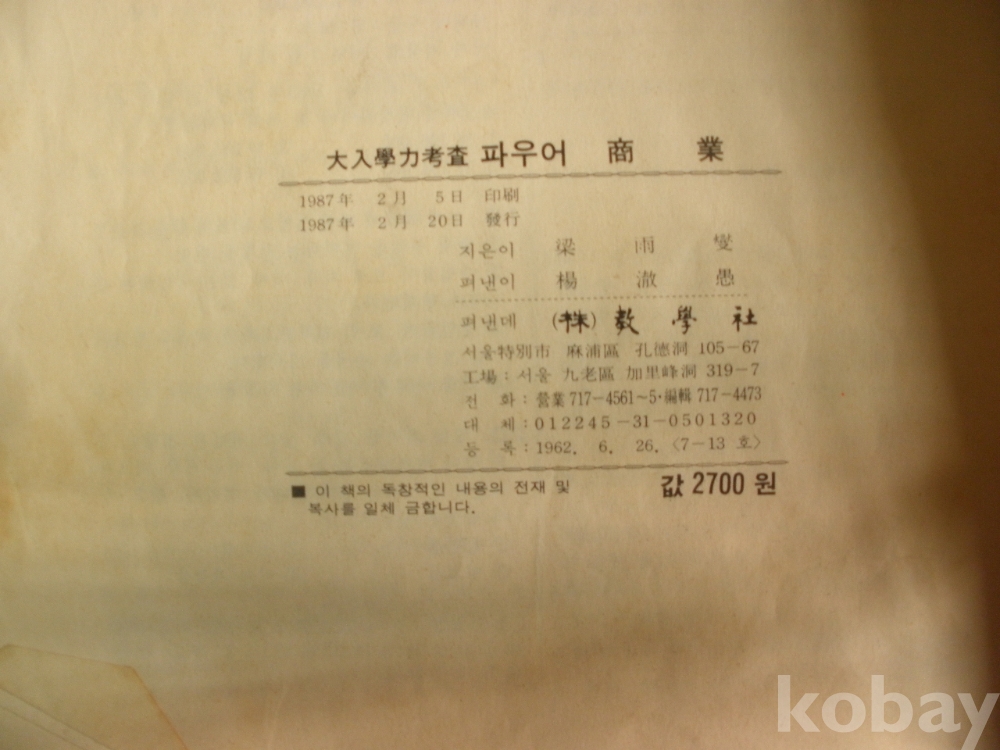 大入學力考査 파우어 商 業
1987年 2月 5日 印刷
1987年 2月 20日 發行
지은이 梁 雨 燮
펴낸이 楊 澈 愚
펴낸데 (株) 敎 學 社
서울特別市 麻浦區 孔德洞 105-67
工場: 서울 九老區 加里峰洞 319-7
전 화: 營業 717-4561~5·編輯 717-4473
대 체: 012245-31-0501320
등 록: 1962. 6. 26. 〈7-13 호〉
■ 이 책의 독창적인 내용의 전재 및
복사를 일체 금합니다.
값 2700 원
kobay